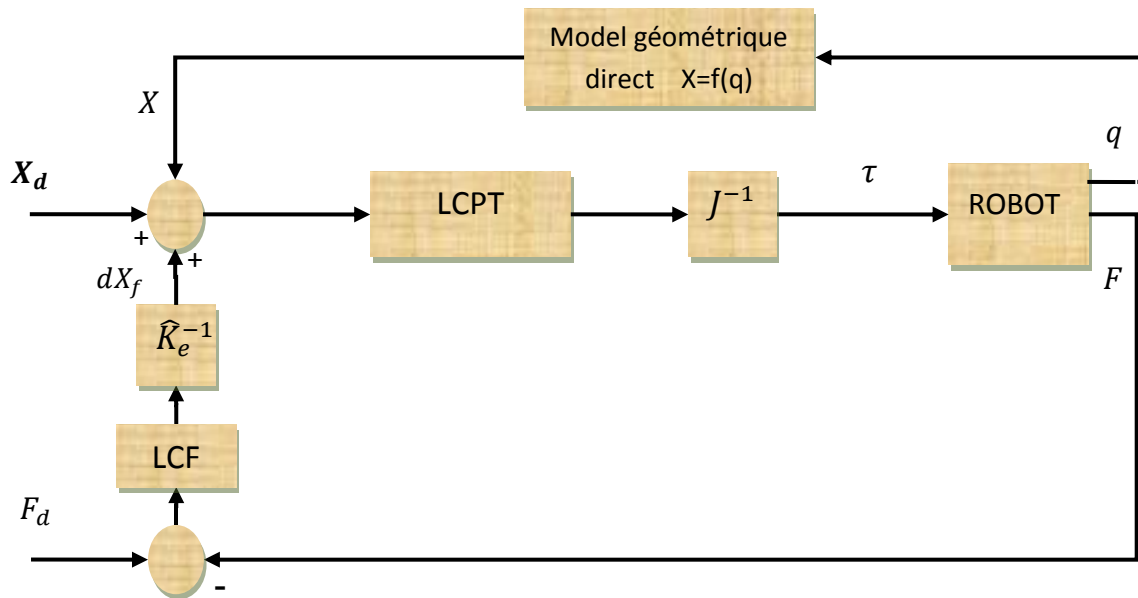 Model géométrique
direct X=f(q)
X
q
X_d
τ
LCPT
J^{-1}
ROBOT
+
+
dX_f
F
\hat{K}_e^{-1}
LCF
F_d
-